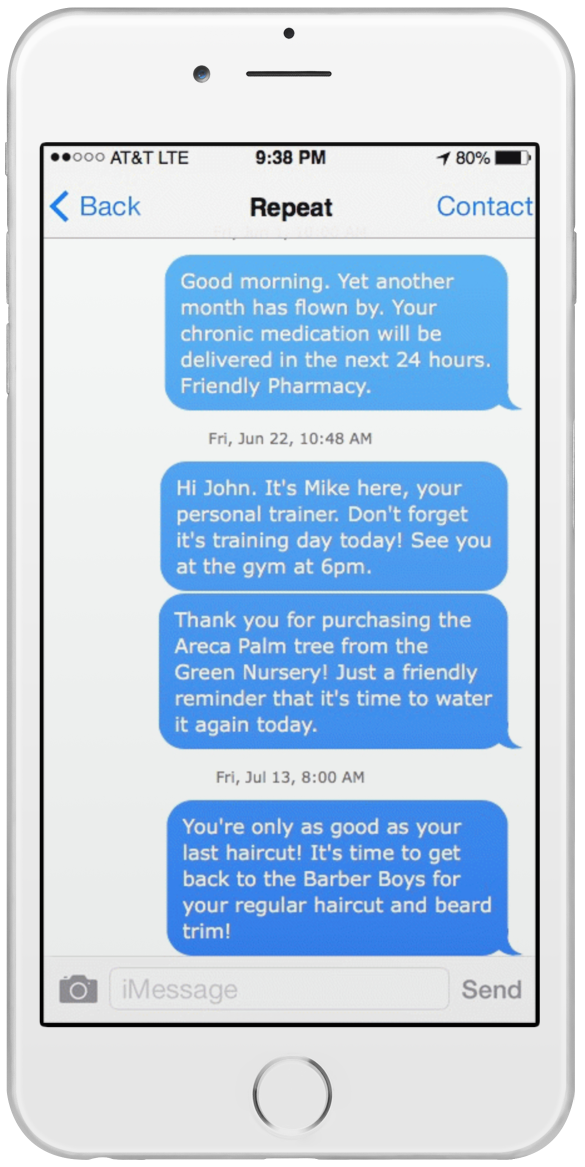 AT&T LTE 9:38 PM 80%
Back Repeat Contact
Fri, Jun 1, 10:00 AM
Good morning. Yet another
month has flown by. Your
chronic medication will be
delivered in the next 24 hours.
Friendly Pharmacy.
Fri, Jun 22, 10:48 AM
Hi John. It's Mike here, your
personal trainer. Don't forget
it's training day today! See you
at the gym at 6pm.
Thank you for purchasing the
Areca Palm tree from the
Green Nursery! Just a friendly
reminder that it's time to water
it again today.
Fri, Jul 13, 8:00 AM
You're only as good as your
last haircut! It's time to get
back to the Barber Boys for
your regular haircut and beard
trim!
iMessage Send